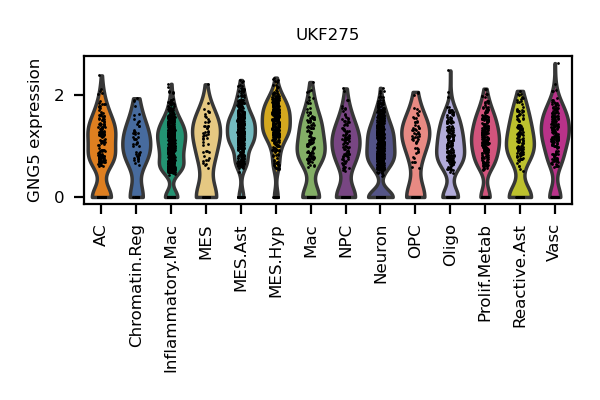 UKF275
GNG5 expression
2
0
AC
Chromatin.Reg
Inflammatory.Mac
MES
MES.Ast
MES.Hyp
Mac
NPC
Neuron
OPC
Oligo
Prolif.Metab
Reactive.Ast
Vasc